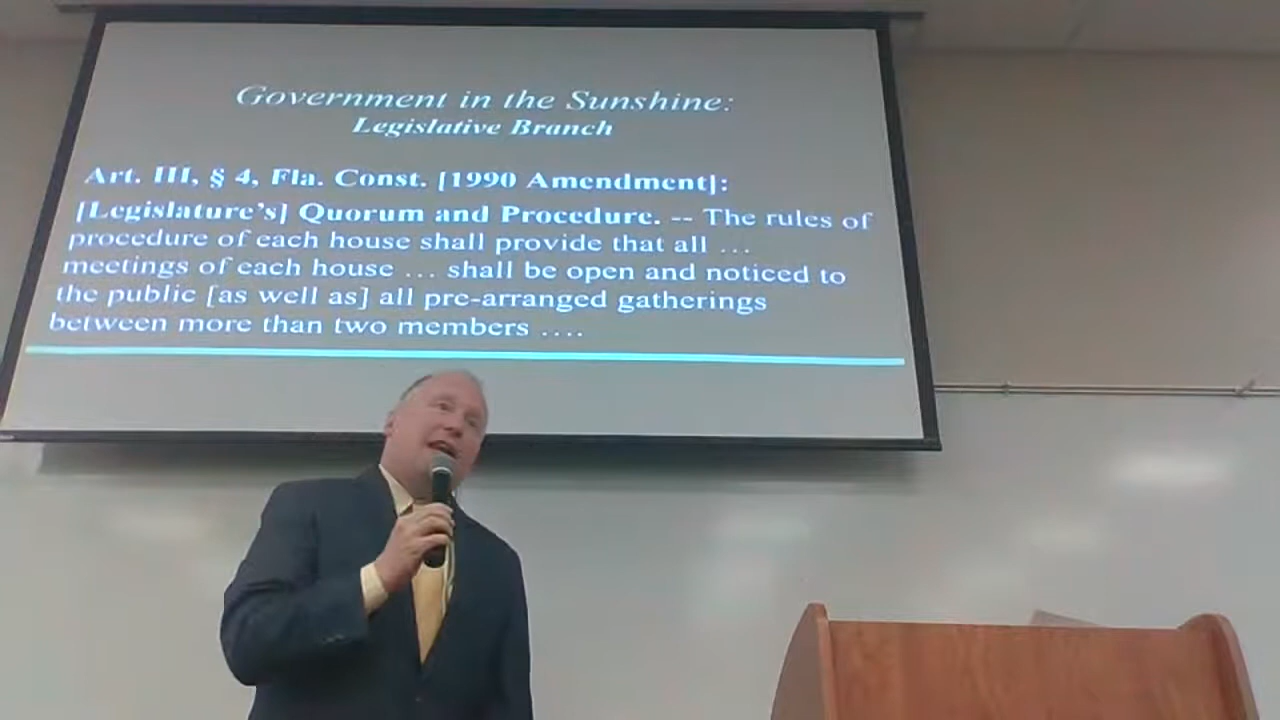 Government in the Sunshine:
Legislative Branch
Art. III, § 4, Fla. Const. [1990 Amendment]:
[Legislature's] Quorum and Procedure. -- The rules of
procedure of each house shall provide that all ...
meetings of each house ... shall be open and noticed to
the public [as well as] all pre-arranged gatherings
between more than two members ....